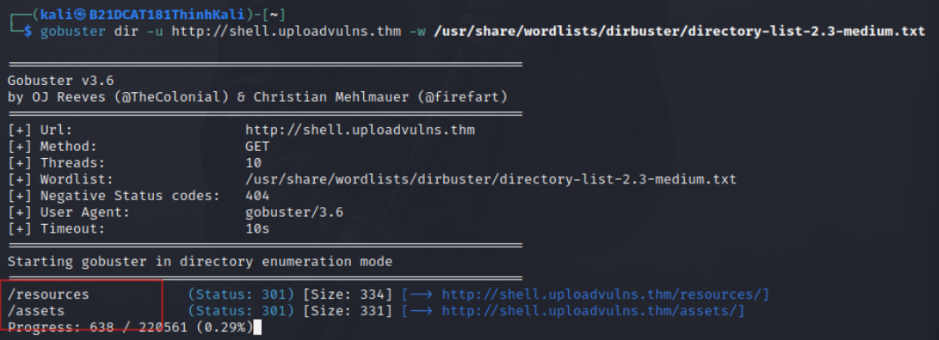 ┌──(kali㉿B21DCAT181ThinhKali)-[~]
└─$ gobuster dir -u http://shell.uploadvulns.thm -w /usr/share/wordlists/dirbuster/directory-list-2.3-medium.txt
===============================================================
Gobuster v3.6
by OJ Reeves (@TheColonial) & Christian Mehlmauer (@firefart)
===============================================================
[+] Url: http://shell.uploadvulns.thm
[+] Method: GET
[+] Threads: 10
[+] Wordlist: /usr/share/wordlists/dirbuster/directory-list-2.3-medium.txt
[+] Negative Status codes: 404
[+] User Agent: gobuster/3.6
[+] Timeout: 10s
===============================================================
Starting gobuster in directory enumeration mode
===============================================================
/resources (Status: 301) [Size: 334] [--> http://shell.uploadvulns.thm/resources/]
/assets (Status: 301) [Size: 331] [--> http://shell.uploadvulns.thm/assets/]
Progress: 638 / 220561 (0.29%)